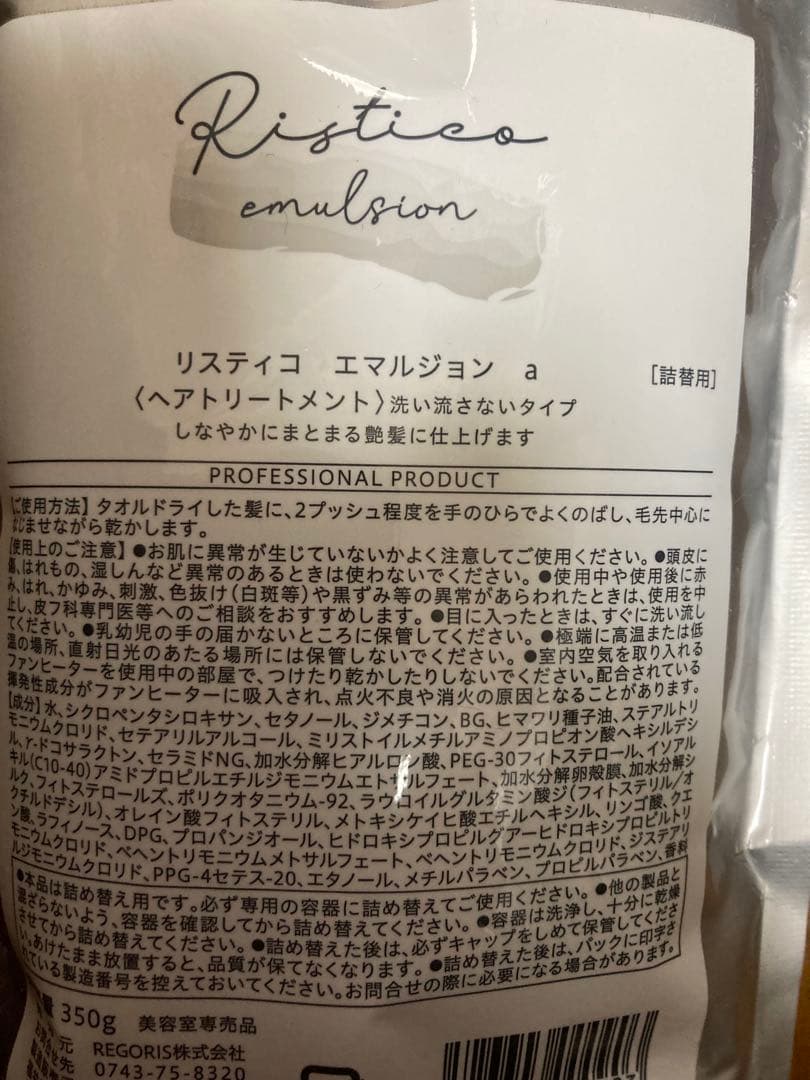 Ristico
emulsion
リスティコ　エマルジョン　a
[詰替用]
〈ヘアトリートメント〉洗い流さないタイプ
しなやかにまとまる艶髪に仕上げます
PROFESSIONAL PRODUCT
【ご使用方法】タオルドライした髪に、2プッシュ程度を手のひらでよくのばし、毛先中心に
なじませながら乾かします。
【使用上のご注意】●お肌に異常が生じていないかよく注意してご使用ください。●頭皮に
傷、はれもの、湿しんなど異常のあるときは使わないでください。●使用中や使用後に赤
み、はれ、かゆみ、刺激、色抜け(白斑等)や黒ずみ等の異常があらわれたときは、使用を中
止し、皮フ科専門医等へのご相談をおすすめします。●目に入ったときは、すぐに洗い流し
てください。●乳幼児の手の届かないところに保管してください。●極端に高温または低
温の場所、直射日光のあたる場所には保管しないでください。●室内空気を取り入れる
ファンヒーターを使用中の部屋で、つけたり乾かしたりしないでください。配合されている
揮発性成分がファンヒーターに吸入され、点火不良や消火の原因となることがあります。
【成分】水、シクロペンタシロキサン、セタノール、ジメチコン、BG、ヒマワリ種子油、ステアルトリ
モニウムクロリド、セテアリルアルコール、ミリストイルメチルアミノプロピオン酸ヘキシルデシ
ル、γ-ドコサラクトン、セラミドNG、加水分解ヒアルロン酸、PEG-30フィトステロール、イソアル
キル(C10-40)アミドプロピルエチルジモニウムエトサルフェート、加水分解卵殻膜、加水分解シ
ルク、フィトステロールズ、ポリクオタニウム-92、ラウロイルグルタミン酸ジ(フィトステリル/オ
クチルドデシル)、オレイン酸フィトステリル、メトキシケイヒ酸エチルヘキシル、リンゴ酸、クエ
ン酸、ラフィノース、DPG、プロパンジオール、ヒドロキシプロピルグアーヒドロキシプロピルトリ
モニウムクロリド、ベヘントリモニウムメトサルフェート、ベヘントリモニウムクロリド、ジステアリ
ルジモニウムクロリド、PPG-4セテス-20、エタノール、メチルパラベン、プロピルパラベン、香料
●本品は詰め替え用です。必ず専用の容器に詰め替えてご使用ください。●他の製品と
混ざらないよう、容器を確認してから詰め替えてください。●容器は洗浄し、十分に乾燥
させてから詰め替えてください。●詰め替えた後は、必ずキャップをしめて保管してくださ
い。あけたまま放置すると、品質が保てなくなります。●詰め替えた後は、パックに印字さ
れている製造番号を控えておいてください。お問合せの際に必要になる場合があります。
量 350g　美容室専売品
元 REGORIS株式会社
先 0743-75-8320